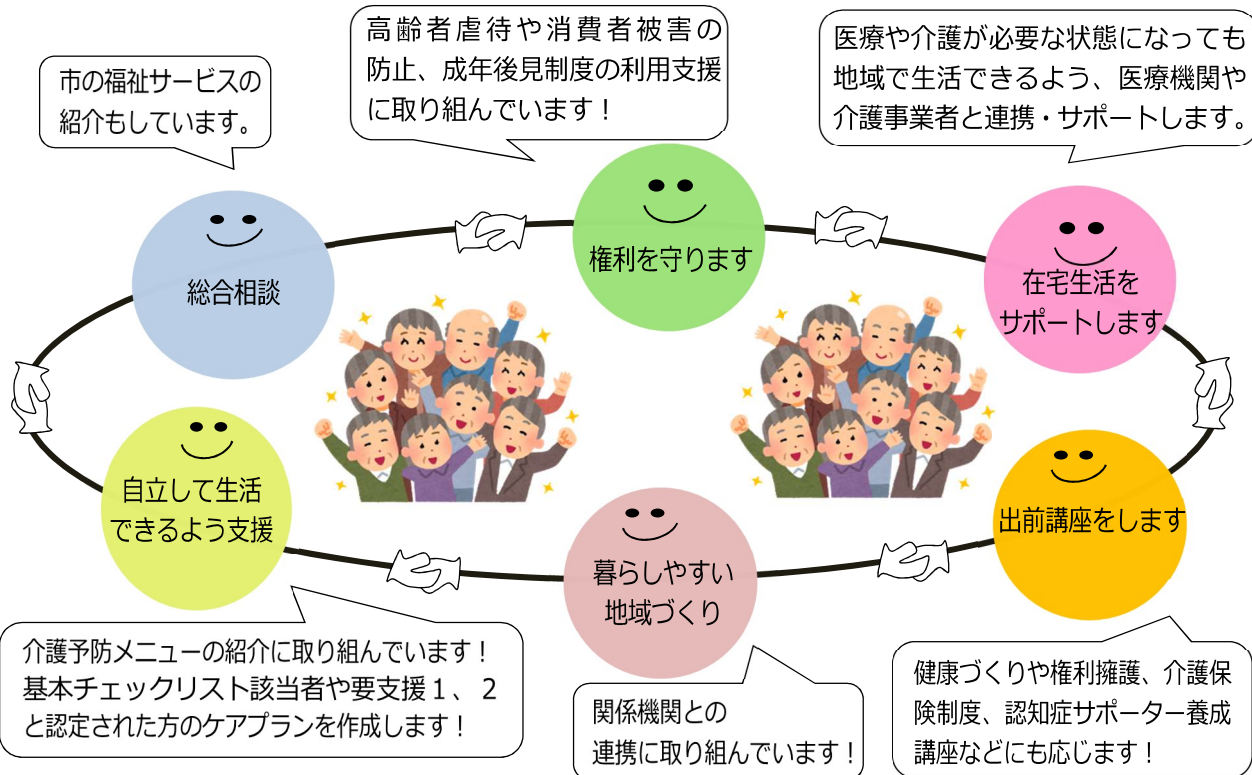 市の福祉サービスの
紹介もしています。
高齢者虐待や消費者被害の
防止、成年後見制度の利用支援
に取り組んでいます！
医療や介護が必要な状態になっても
地域で生活できるよう、医療機関や
介護事業者と連携・サポートします。
総合相談
権利を守ります
在宅生活を
サポートします
自立して生活
できるよう支援
暮らしやすい
地域づくり
出前講座をします
介護予防メニューの紹介に取り組んでいます！
基本チェックリスト該当者や要支援１、２
と認定された方のケアプランを作成します！
関係機関との
連携に取り組んでいます！
健康づくりや権利擁護、介護保
険制度、認知症サポーター養成
講座などにも応じます！